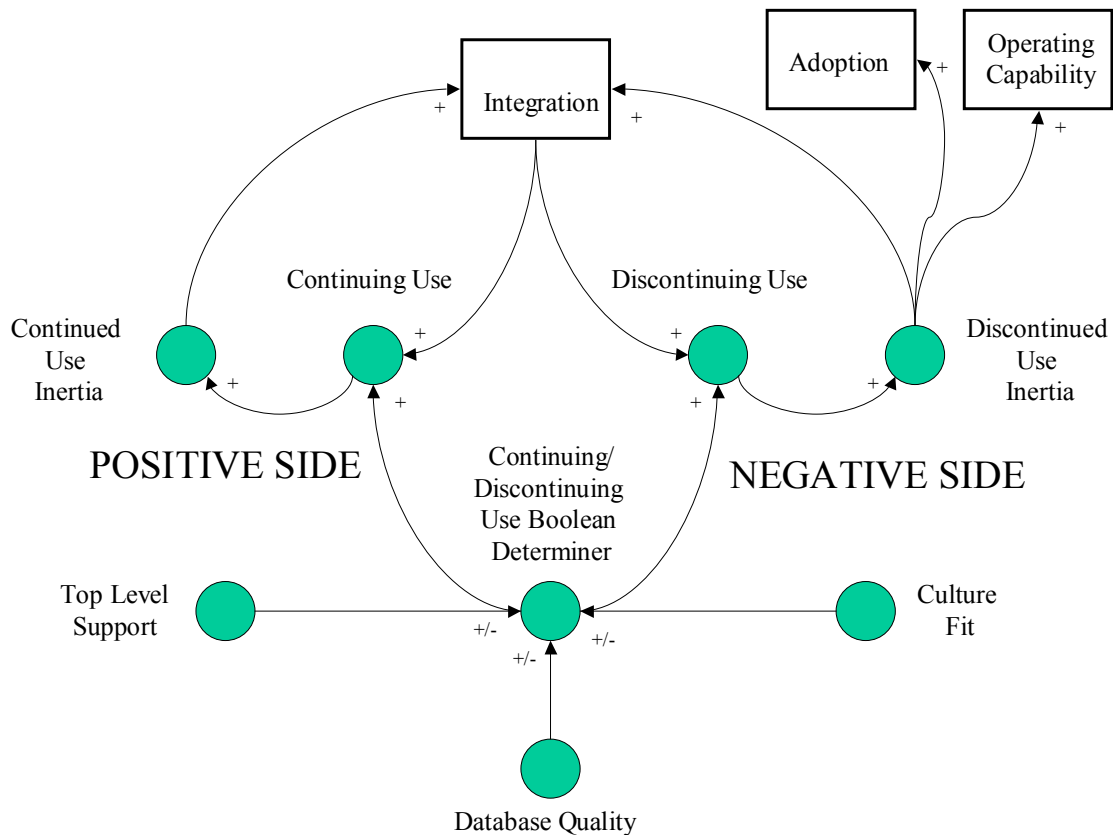 Operating
Capability
Adoption
+
Integration
+
+
+
Continuing Use
Discontinuing Use
Continued
Use
Inertia
+
+
Discontinued
Use
Inertia
+
+
+
+
POSITIVE SIDE
NEGATIVE SIDE
Continuing/
Discontinuing
Use Boolean
Determiner
Top Level
Support
+/-
+/-
+/-
Culture
Fit
Database Quality